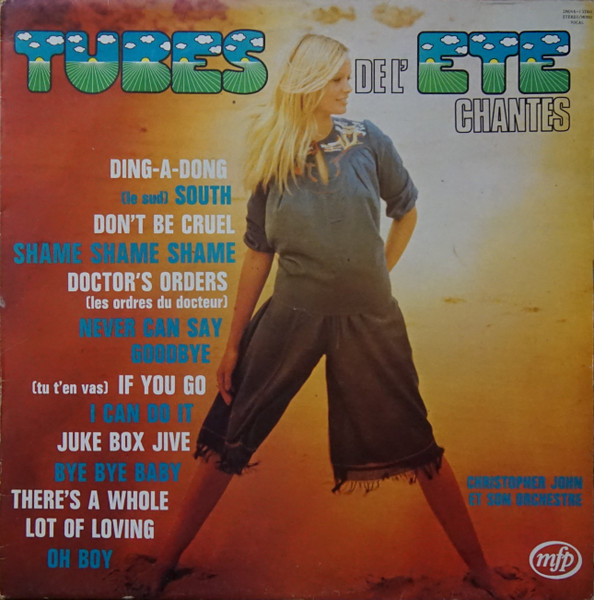 TUBES DE L' ETE
CHANTES
STEREO/MONO
DING-A-DONG
(le sud) SOUTH
DON'T BE CRUEL
SHAME SHAME SHAME
DOCTOR'S ORDERS
(les ordres du docteur)
NEVER CAN SAY
GOODBYE
(tu t'en vas) IF YOU GO
I CAN DO IT
JUKE BOX JIVE
BYE BYE BABY
THERE'S A WHOLE
LOT OF LOVING
OH BOY
CHRISTOPHER JOHN
ET SON ORCHESTRE
mfp